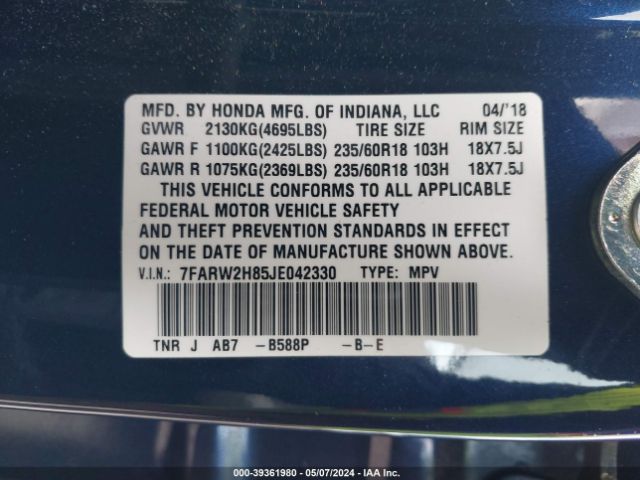 MFD. BY HONDA MFG. OF INDIANA, LLC 04/'18
GVWR 2130KG(4695LBS) TIRE SIZE RIM SIZE
GAWR F 1100KG(2425LBS) 235/60R18 103H 18X7.5J
GAWR R 1075KG(2369LBS) 235/60R18 103H 18X7.5J
THIS VEHICLE CONFORMS TO ALL APPLICABLE
FEDERAL MOTOR VEHICLE SAFETY
AND THEFT PREVENTION STANDARDS IN EFFECT
ON THE DATE OF MANUFACTURE SHOWN ABOVE.
V.I.N.: 7FARW2H85JE042330 TYPE: MPV
TNR J AB7 -B588P -B-E
000-39361980 - 05/07/2024 - IAAI.COM